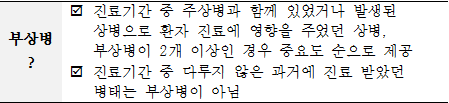 부상병
?
☑ 진료기간 중 주상병과 함께 있었거나 발생된
상병으로 환자 진료에 영향을 주었던 상병,
부상병이 2개 이상인 경우 중요도 순으로 제공
☑ 진료기간 중 다루지 않은 과거에 진료 받았던
병태는 부상병이 아님